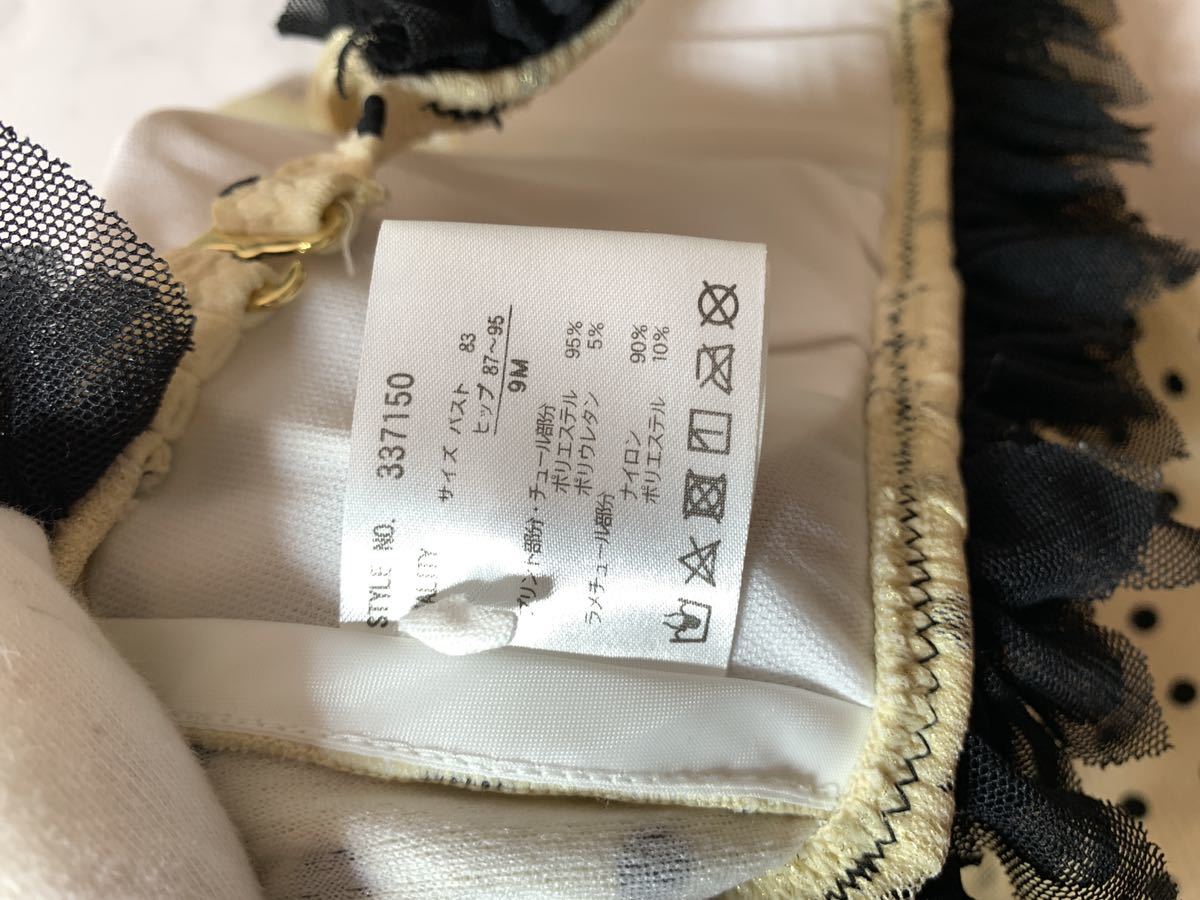 STYLE NO. 337150
サイズ バスト 83
ヒップ 87～95
9M
プリント部分・チュール部分
ポリエステル 95%
ポリウレタン 5%
ラメチュール部分
ナイロン 90%
ポリエステル 10%